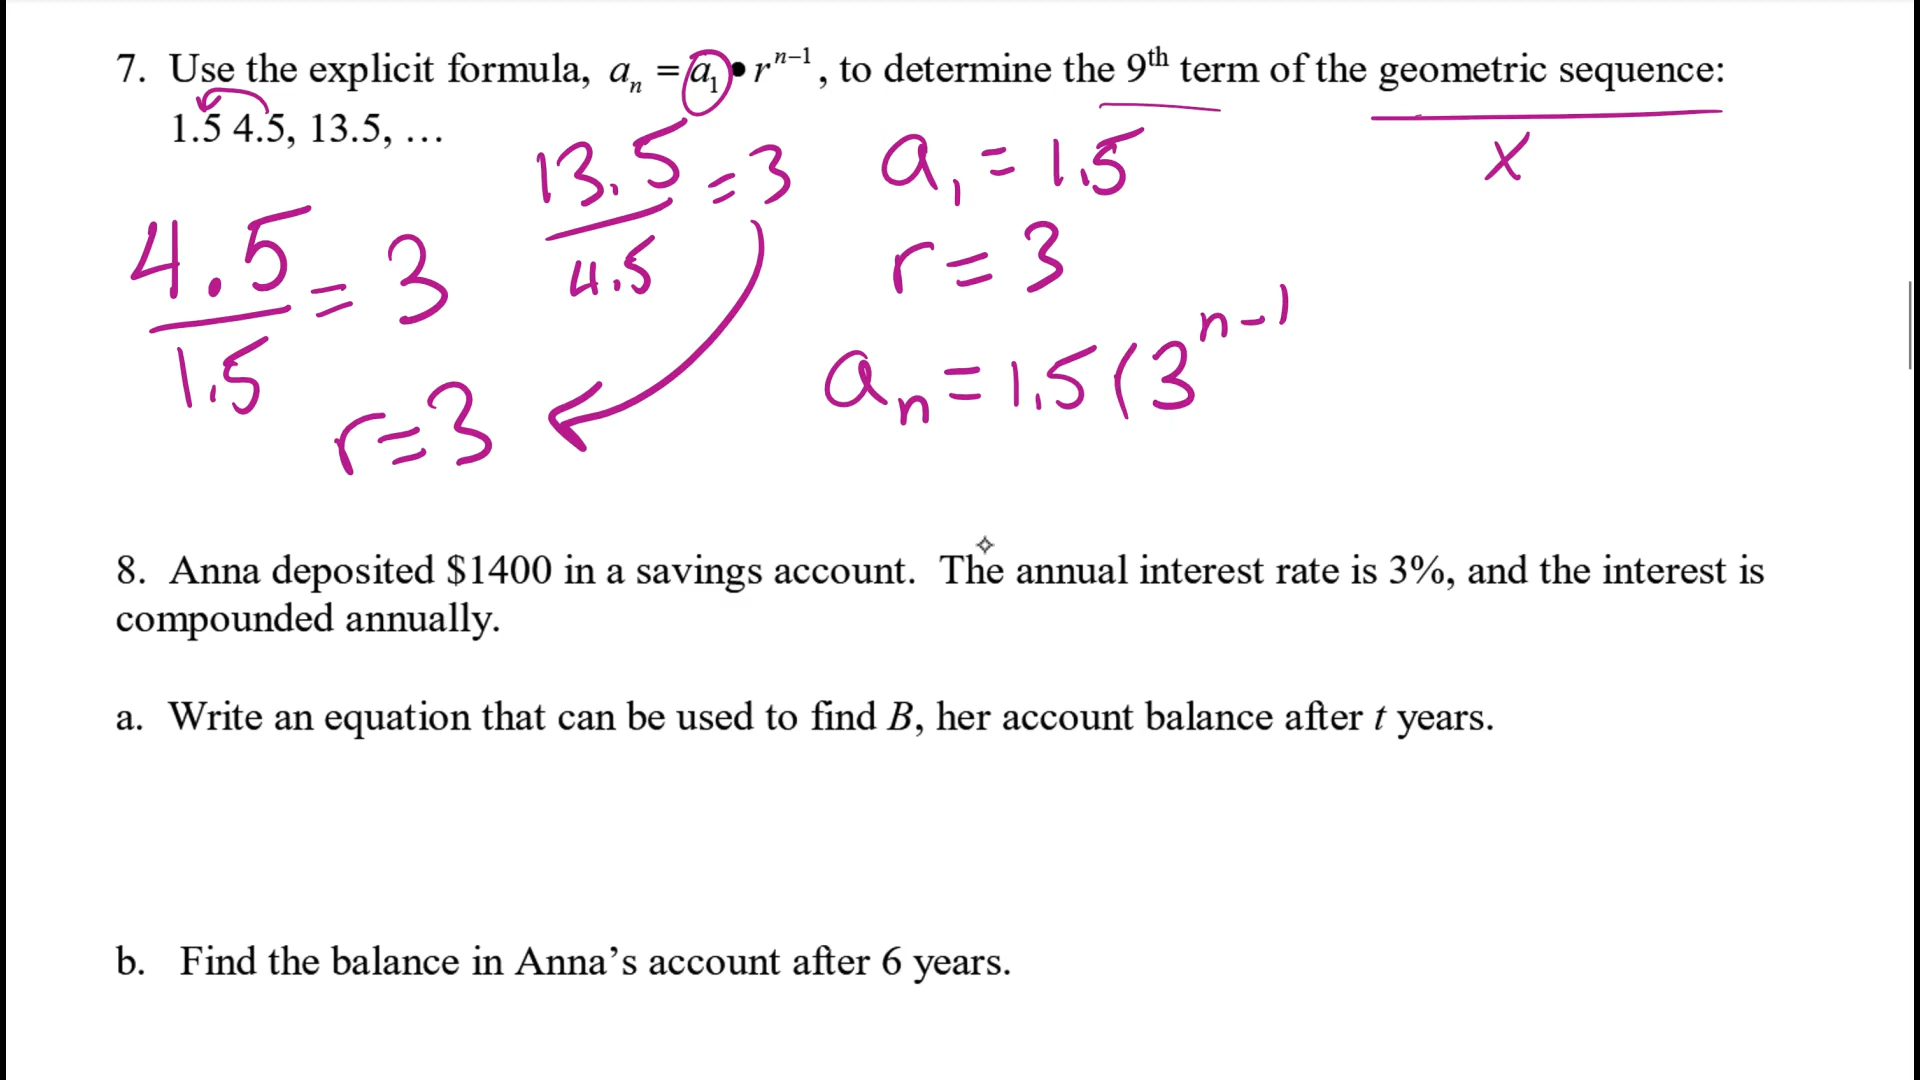 7. Use the explicit formula, aₙ = a₁ • rⁿ⁻¹, to determine the 9ᵗʰ term of the geometric sequence:
1.5 4.5, 13.5, …
4.5/1.5 = 3
r=3
13.5/4.5 = 3
a₁ = 1.5
r = 3
aₙ = 1.5(3ⁿ⁻¹
x
8. Anna deposited $1400 in a savings account. The annual interest rate is 3%, and the interest is
compounded annually.
a. Write an equation that can be used to find B, her account balance after t years.
b. Find the balance in Anna’s account after 6 years.